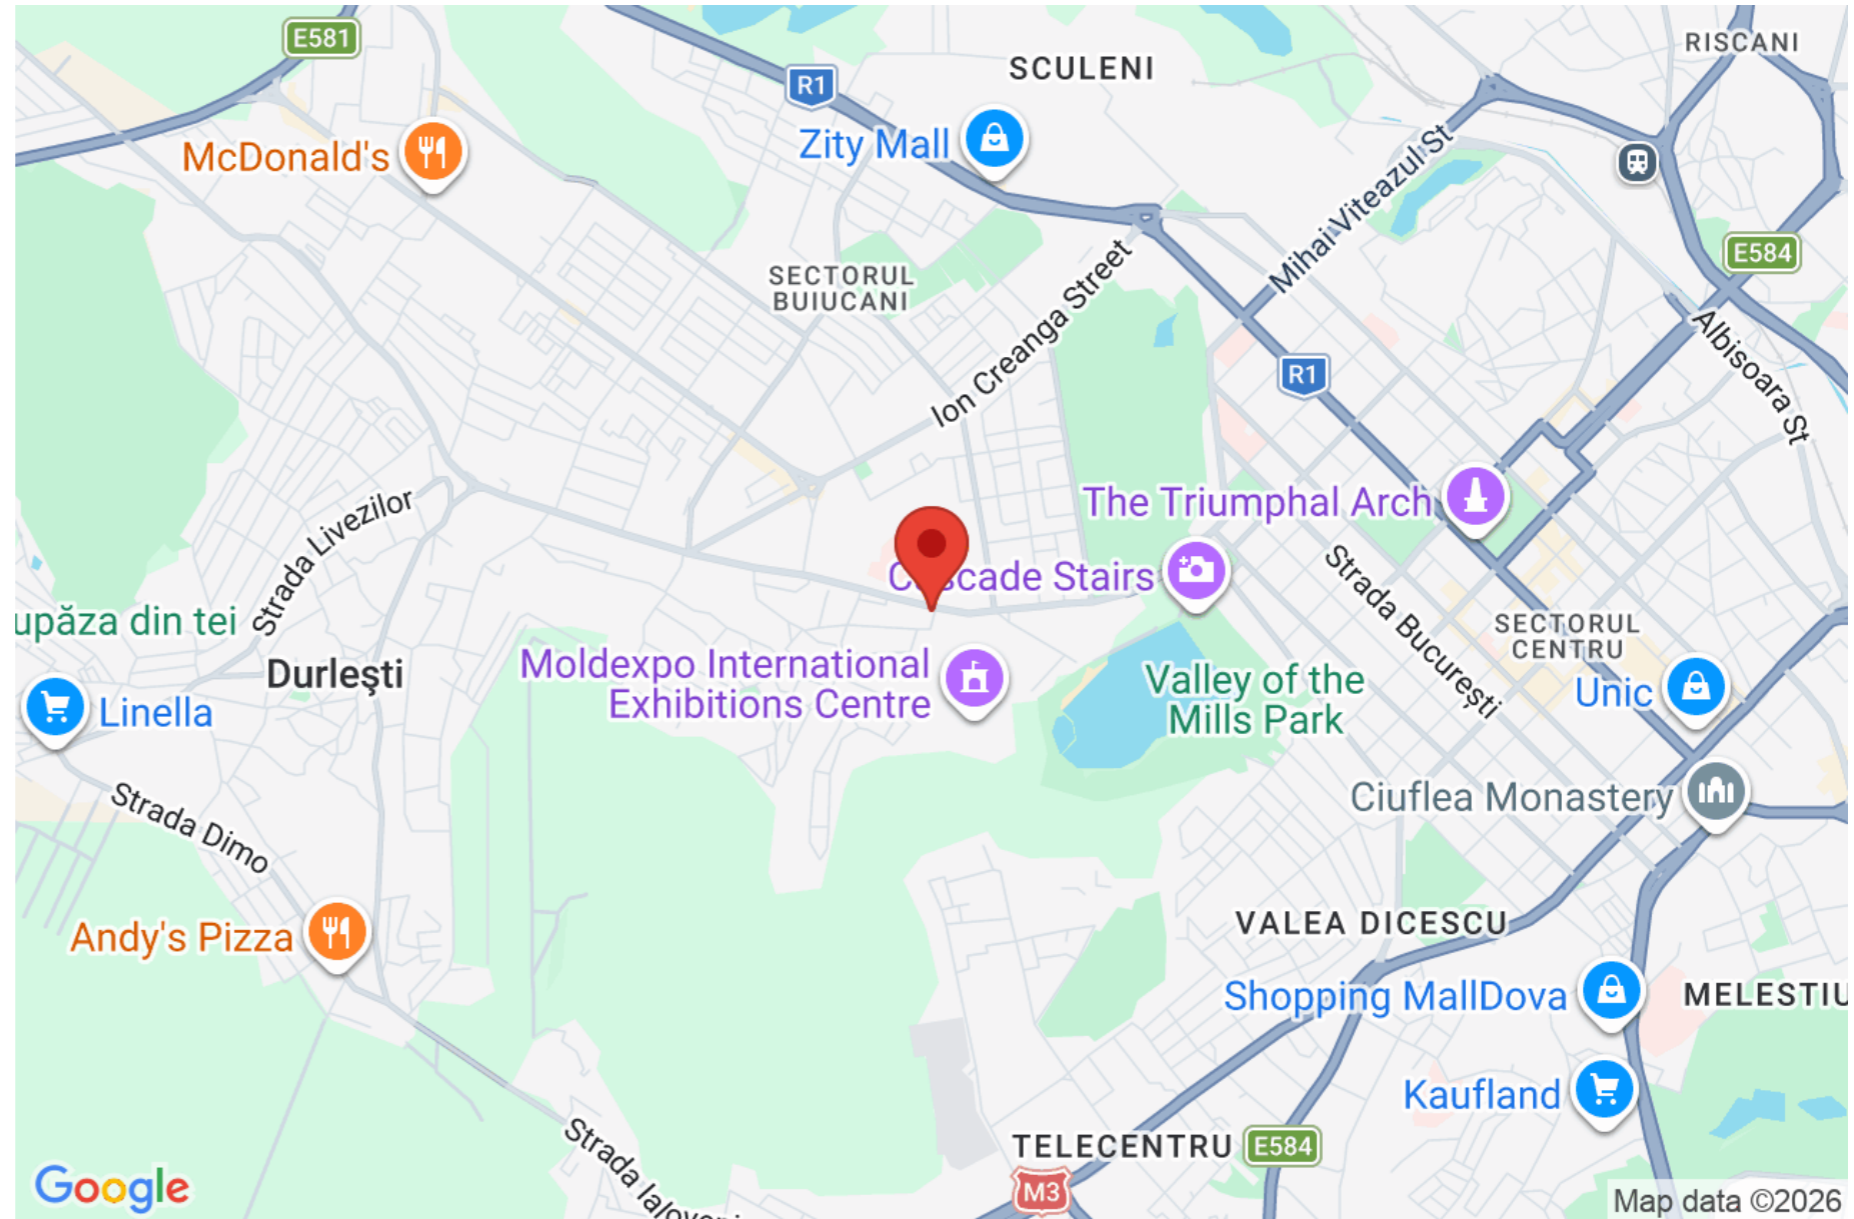 E581
RISCANI
SCULENI
R1
Zity Mall
McDonald's
Mihai Viteazul St
E584
SECTORUL
BUIUCANI
Ion Creanga Street
Albisoara St
R1
The Triumphal Arch
Strada Livezilor
Cascade Stairs
Strada București
upăza din tei
SECTORUL
CENTRU
Durleşti
Moldexpo International
Exhibitions Centre
Valley of the
Mills Park
Unic
Linella
Ciuflea Monastery
Strada Dimo
VALEA DICESCU
Andy's Pizza
Shopping MallDova
MELESTIU
Kaufland
TELECENTRU
E584
Strada Ialoveni
M3
Google
Map data ©2026